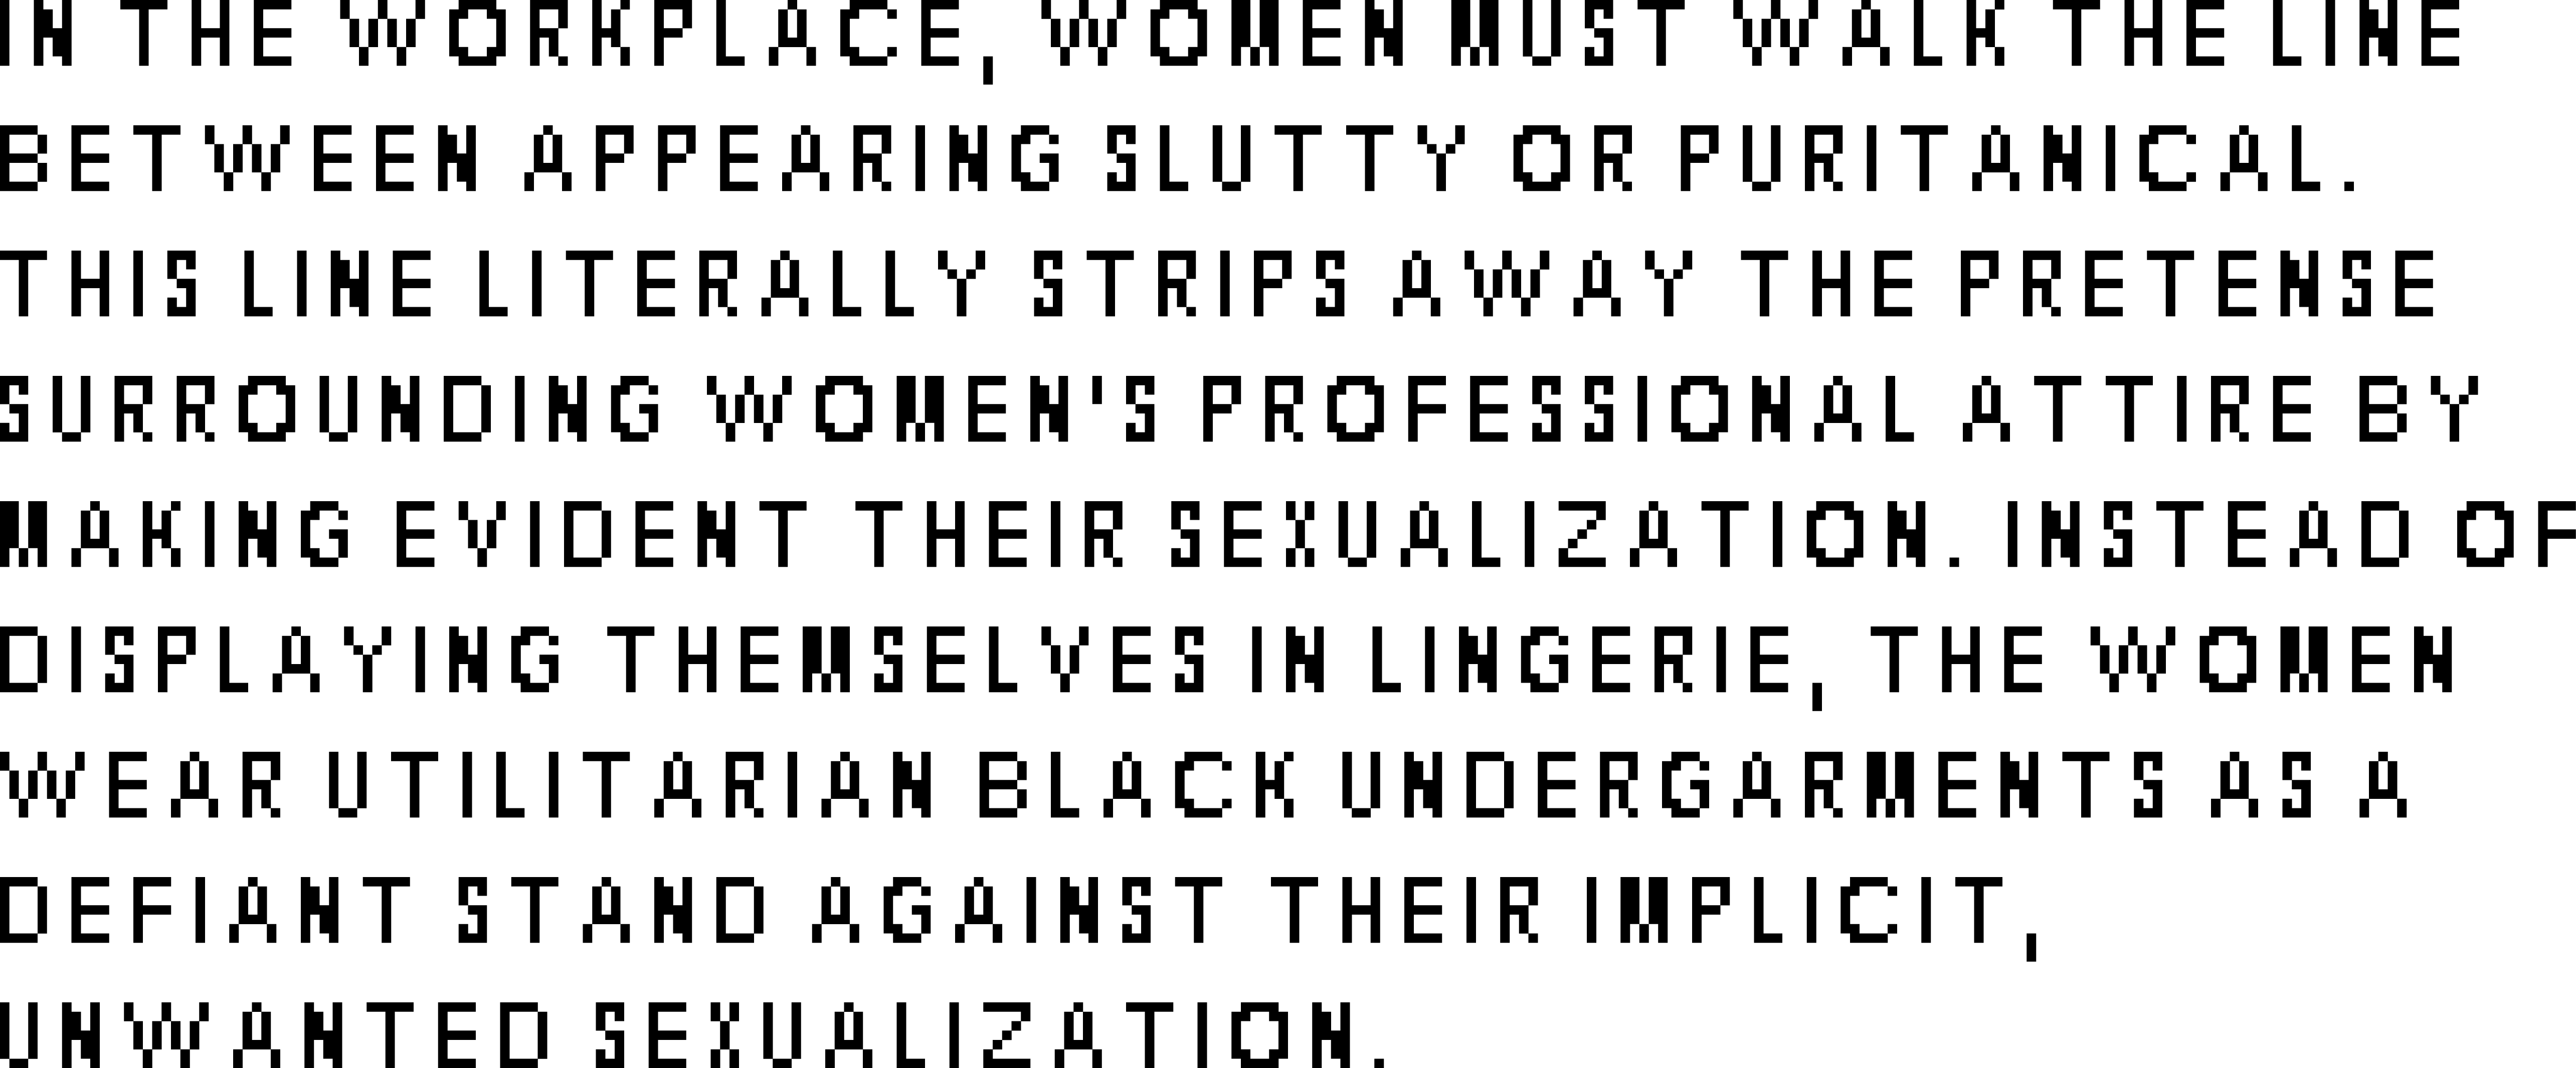 IN THE WORKPLACE, WOMEN MUST WALK THE LINE
BETWEEN APPEARING SLUTTY OR PURITANICAL.
THIS LINE LITERALLY STRIPS AWAY THE PRETENSE
SURROUNDING WOMEN'S PROFESSIONAL ATTIRE BY
MAKING EVIDENT THEIR SEXUALIZATION. INSTEAD OF
DISPLAYING THEMSELVES IN LINGERIE, THE WOMEN
WEAR UTILITARIAN BLACK UNDERGARMENTS AS A
DEFIANT STAND AGAINST THEIR IMPLICIT,
UNWANTED SEXUALIZATION.